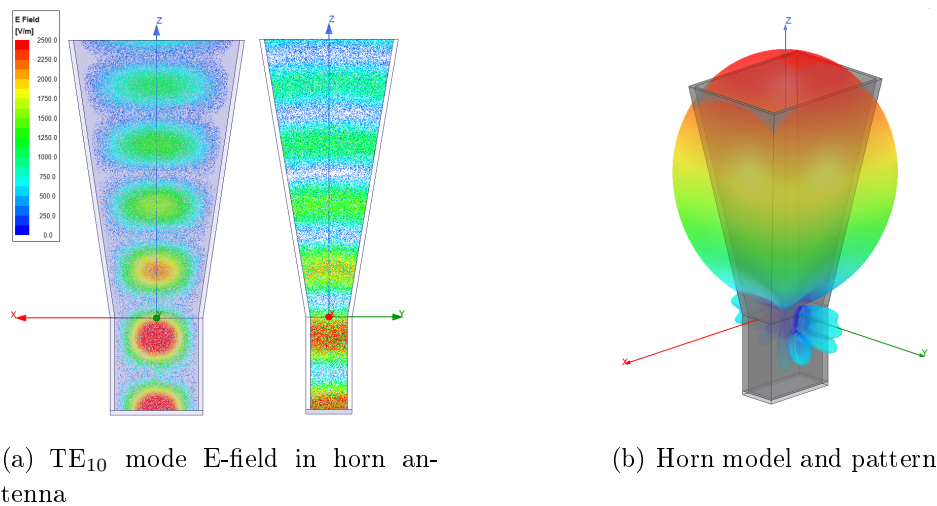 E Field
[V/m]
2500.0
2250.0
2000.0
1750.0
1500.0
1250.0
1000.0
750.0
500.0
250.0
0.0
Z
X
Z
Y
Z
X
Y
(a) TE10 mode E-field in horn an-
tenna
(b) Horn model and pattern